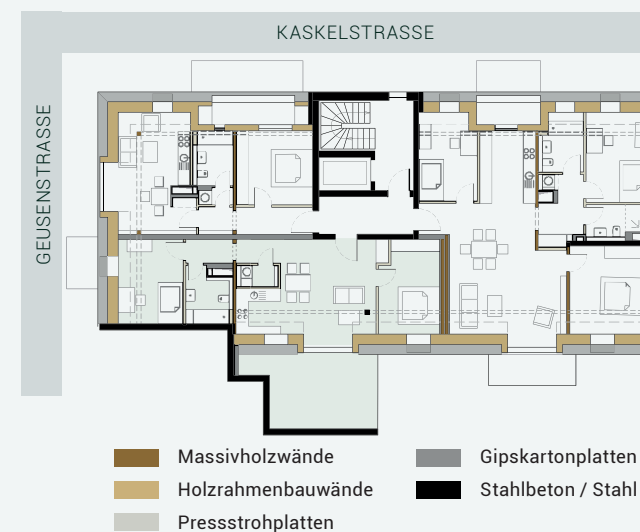 KASKELSTRASSE
GEUSENSTRASSE
Massivholzwände
Holzrahmenbauwände
Pressstrohplatten
Gipskartonplatten
Stahlbeton / Stahl